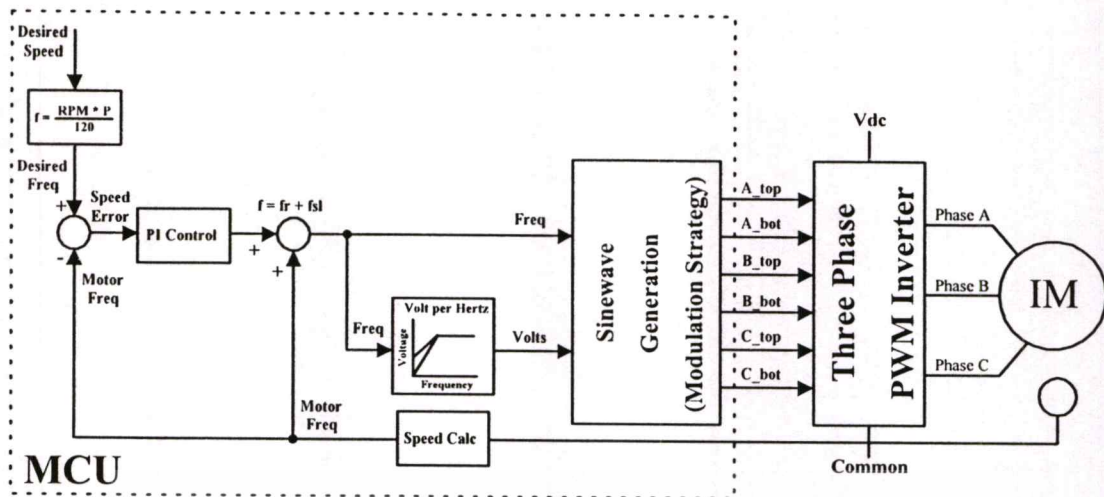 Desired
Speed
f = RPM * P
120
Desired
Freq
+
Speed
Error
PI Control
f = fr + fsl
-
+
+
Motor
Freq
Freq
Freq
Volt per Hertz
Voltage
Frequency
Volts
Sinewave
Generation
(Modulation Strategy)
A_top
A_bot
B_top
B_bot
C_top
C_bot
Vdc
Three Phase
PWM Inverter
Common
Phase A
Phase B
Phase C
IM
Motor
Freq
Speed Calc
MCU